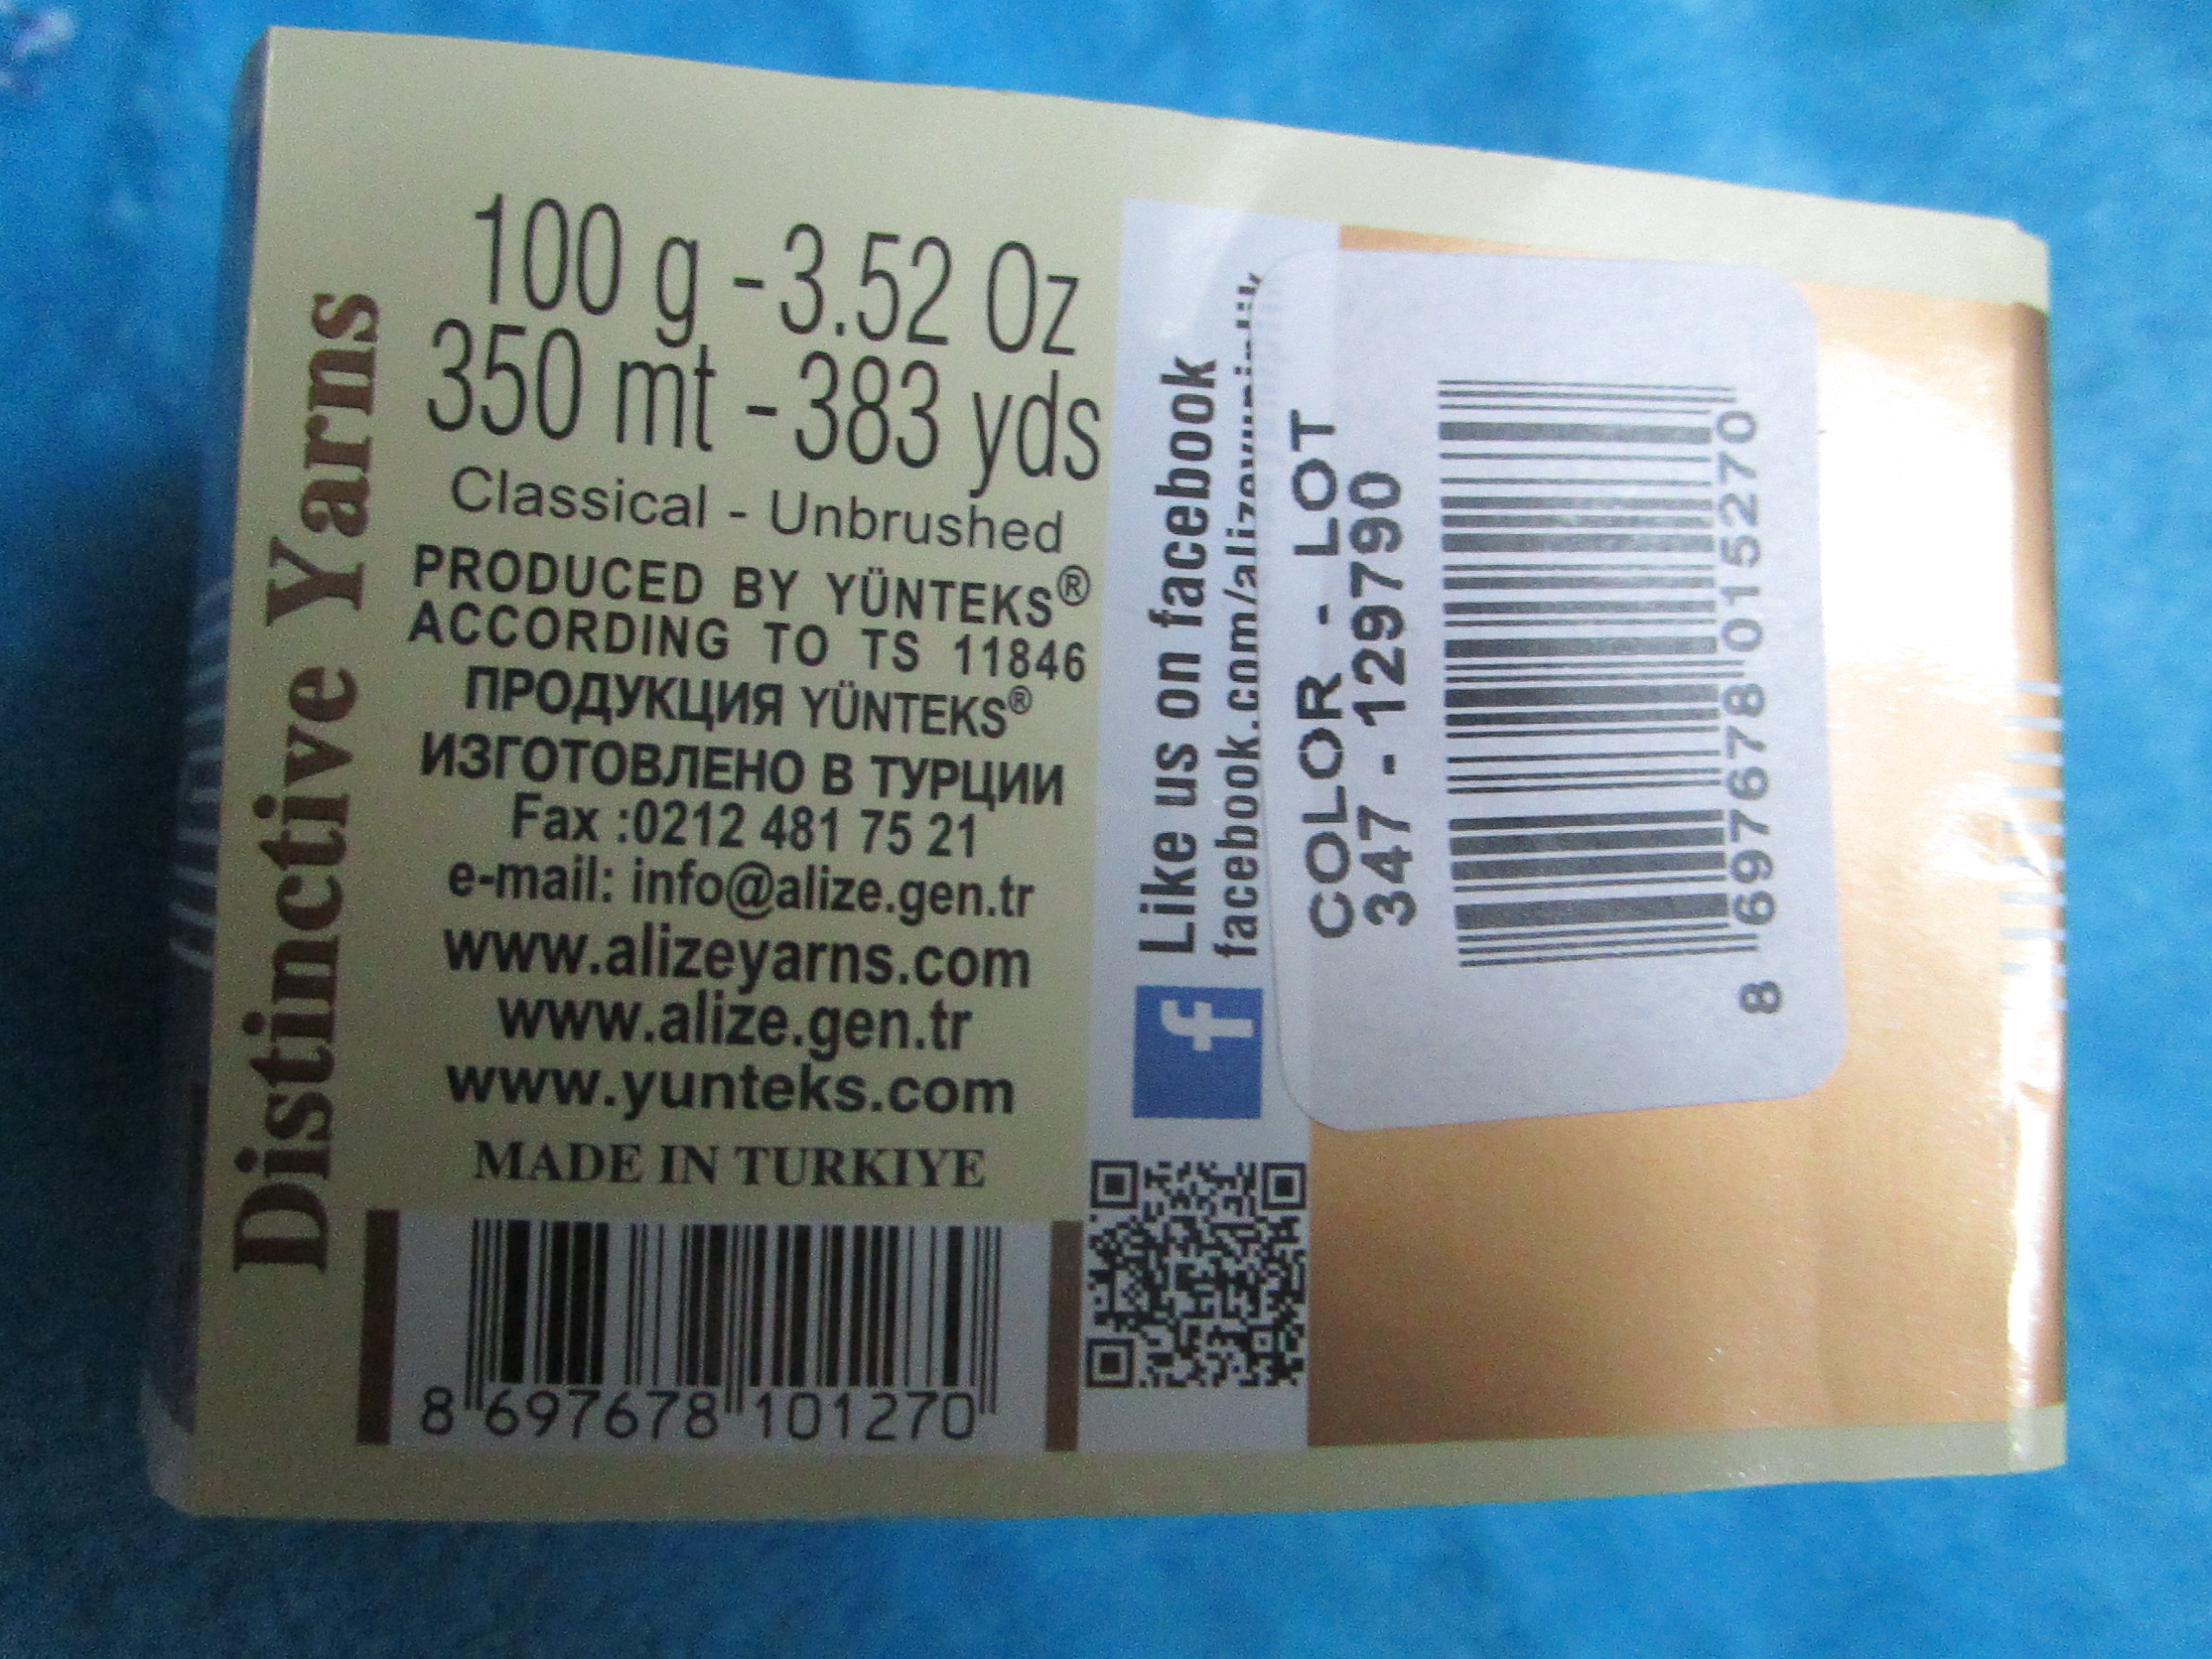 Distinctive Yarns
100 g - 3.52 Oz
350 mt - 383 yds
Classical - Unbrushed
PRODUCED BY YÜNTEKS®
ACCORDING TO TS 11846
ПРОДУКЦИЯ YÜNTEKS®
ИЗГОТОВЛЕНО В ТУРЦИИ
Fax :0212 481 75 21
e-mail: info@alize.gen.tr
www.alizeyarns.com
www.alize.gen.tr
www.yunteks.com
MADE IN TURKIYE
8 697678 101270
f
Like us on facebook
COLOR - LOT
347 - 129790
8 697678 015270